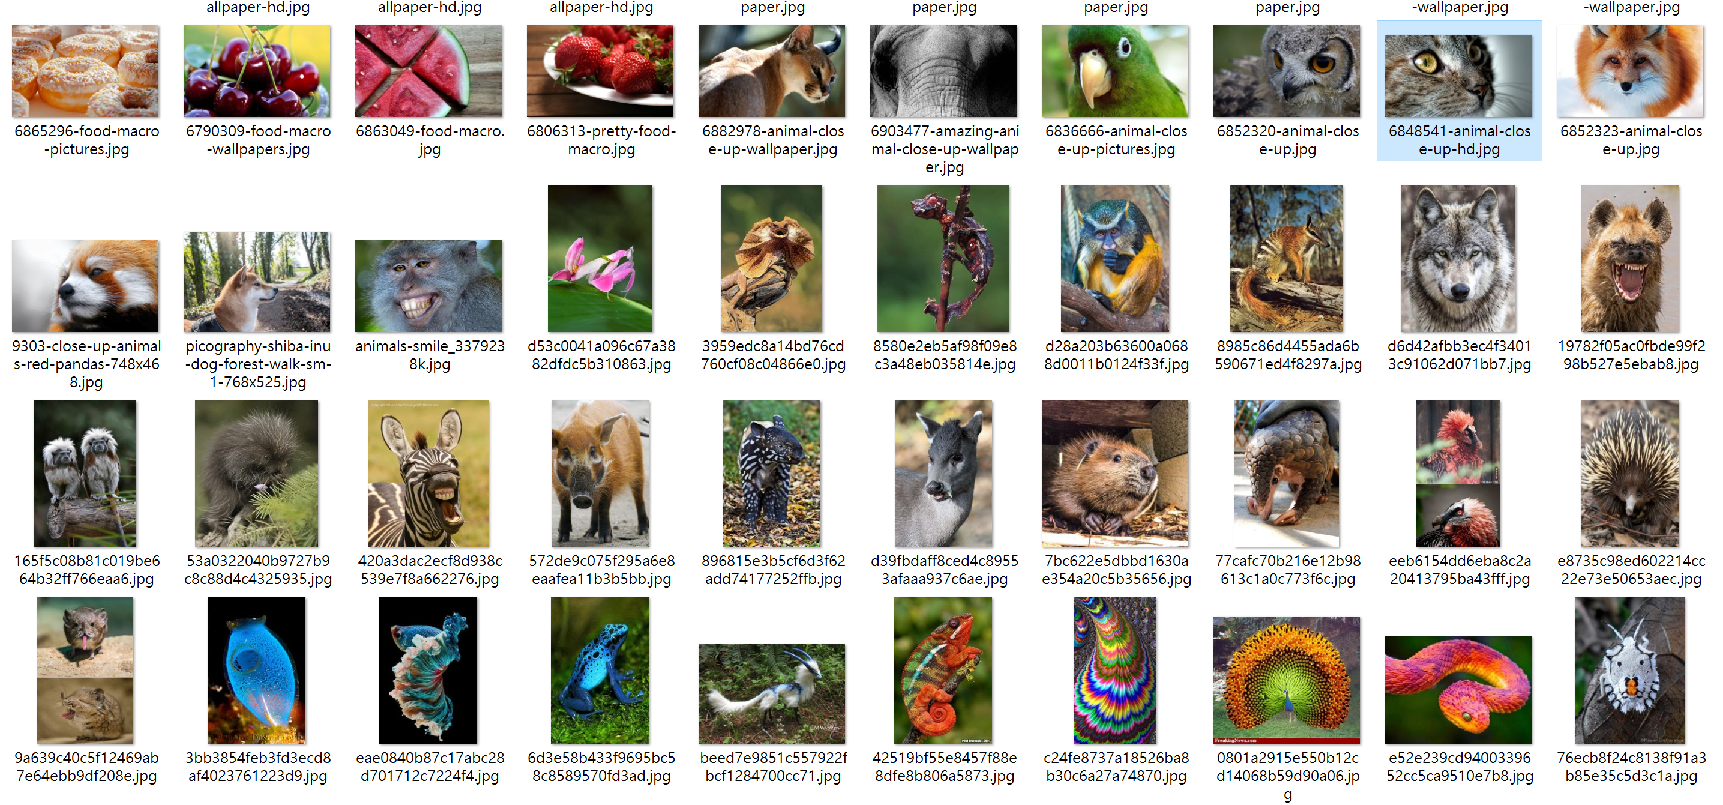 allpaper-hd.jpg
allpaper-hd.jpg
allpaper-hd.jpg
paper.jpg
paper.jpg
paper.jpg
paper.jpg
-wallpaper.jpg
-wallpaper.jpg
6865296-food-macro
-pictures.jpg
6790309-food-macro
-wallpapers.jpg
6863049-food-macro.
jpg
6806313-pretty-food-
macro.jpg
6882978-animal-clos
e-up-wallpaper.jpg
6903477-amazing-ani
mal-close-up-wallpap
er.jpg
6836666-animal-clos
e-up-pictures.jpg
6852320-animal-clos
e-up.jpg
6848541-animal-clos
e-up-hd.jpg
6852323-animal-clos
e-up.jpg
9303-close-up-animal
s-red-pandas-748x46
8.jpg
picography-shiba-inu
-dog-forest-walk-sm-
1-768x525.jpg
animals-smile_337923
8k.jpg
d53c0041a096c67a38
82dfdc5b310863.jpg
3959edc8a14bd76cd
760cf08c04866e0.jpg
8580e2eb5af98f09e8
c3a48eb035814e.jpg
d28a203b63600a068
8d0011b0124f33f.jpg
8985c86d4455ada6b
590671ed4f8297a.jpg
d6d42afbb3ec4f3401
3c91062d071bb7.jpg
19782f05ac0fbde99f2
98b527e5ebab8.jpg
165f5c08b81c019be6
64b32ff766eaa6.jpg
53a0322040b9727b9
c8c88d4c4325935.jpg
420a3dac2ecf8d938c
539e7f8a662276.jpg
572de9c075f295a6e8
eaafea11b3b5bb.jpg
896815e3b5cf6d3f62
add74177252ffb.jpg
d39fbdaff8ced4c8955
3afaaa937c6ae.jpg
7bc622e5dbbd1630a
e354a20c5b35656.jpg
77cafc70b216e12b98
613c1a0c773f6c.jpg
eeb6154dd6eba8c2a
20413795ba43fff.jpg
e8735c98ed602214cc
22e73e50653aec.jpg
9a639c40c5f12469ab
7e64ebb9df208e.jpg
3bb3854feb3fd3ecd8
af4023761223d9.jpg
eae0840b87c17abc28
d701712c7224f4.jpg
6d3e58b433f9695bc5
8c8589570fd3ad.jpg
beed7e9851c557922f
bcf1284700cc71.jpg
42519bf55e8457f88e
8dfe8b806a5873.jpg
c24fe8737a18526ba8
b30c6a27a74870.jpg
0801a2915e550b12c
d14068b59d90a06.jp
g
e52e239cd94003396
52cc5ca9510e7b8.jpg
76ecb8f24c8138f91a3
b85e35c5d3c1a.jpg